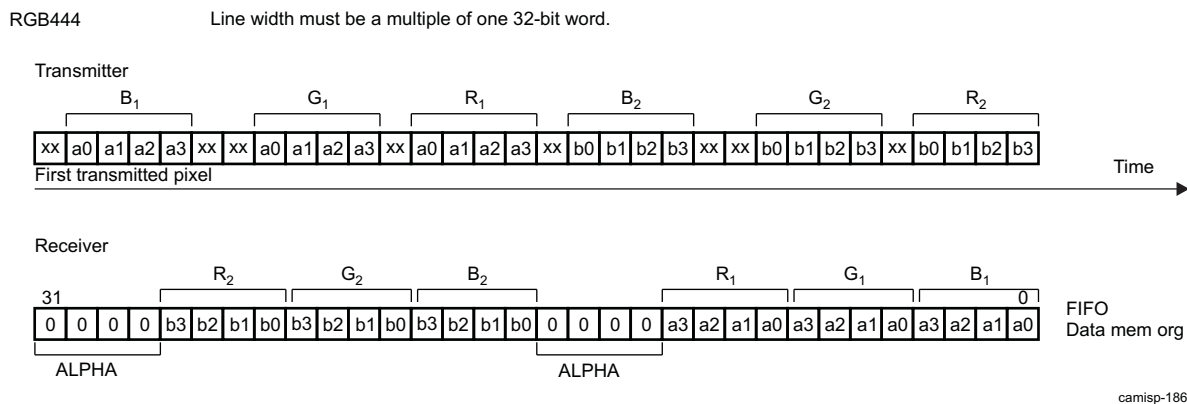 RGB444 Line width must be a multiple of one 32-bit word.
Transmitter
B1 G1 R1 B2 G2 R2
xx a0 a1 a2 a3 xx xx a0 a1 a2 a3 xx a0 a1 a2 a3 xx b0 b1 b2 b3 xx xx b0 b1 b2 b3 xx b0 b1 b2 b3
First transmitted pixel Time
Receiver
R2 G2 B2 R1 G1 B1
31 0
0 0 0 0 b3 b2 b1 b0 b3 b2 b1 b0 b3 b2 b1 b0 0 0 0 0 a3 a2 a1 a0 a3 a2 a1 a0 a3 a2 a1 a0
FIFO
Data mem org
ALPHA ALPHA
camisp-186